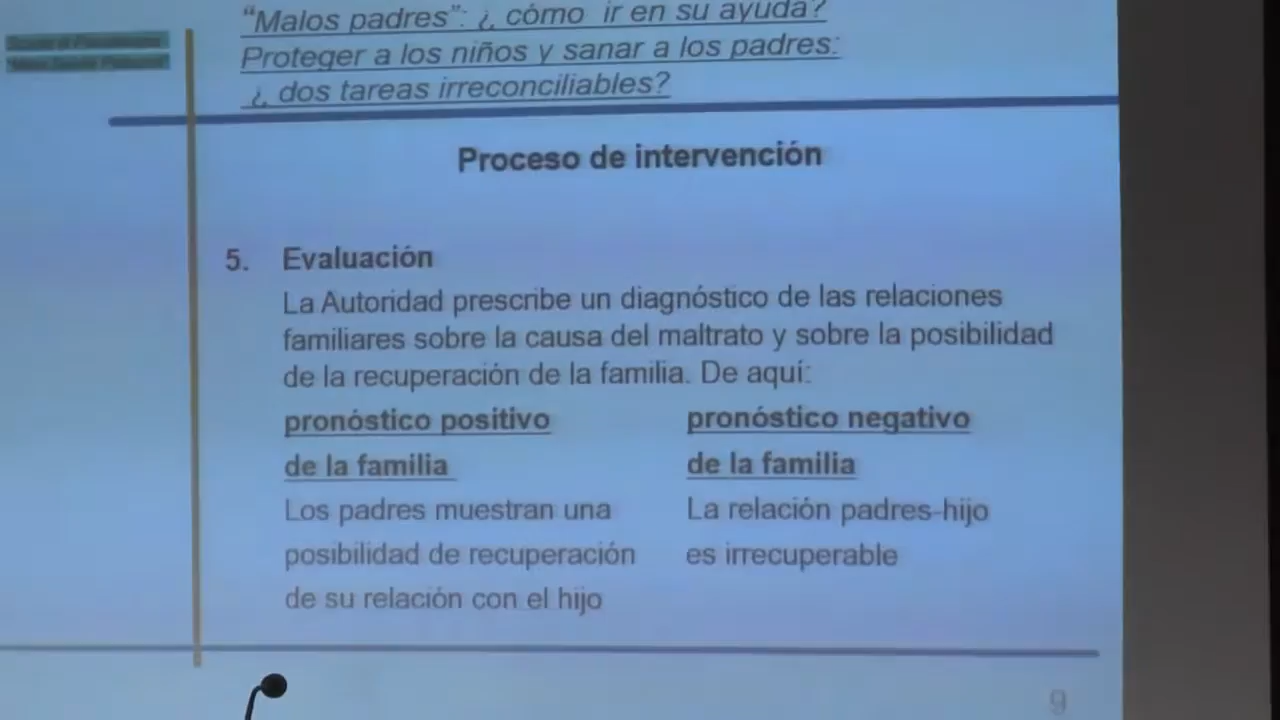 “Malos padres”: ¿ cómo ir en su ayuda?
Proteger a los niños y sanar a los padres:
¿ dos tareas irreconciliables?
Proceso de intervención
5. Evaluación
La Autoridad prescribe un diagnóstico de las relaciones
familiares sobre la causa del maltrato y sobre la posibilidad
de la recuperación de la familia. De aquí:
pronóstico positivo
de la familia
Los padres muestran una
posibilidad de recuperación
de su relación con el hijo
pronóstico negativo
de la familia
La relación padres-hijo
es irrecuperable
9